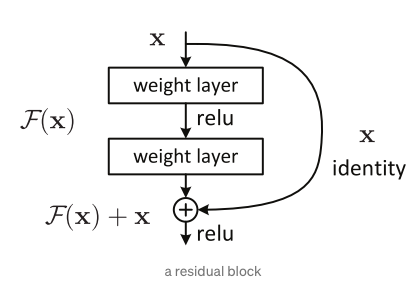 x
weight layer
relu
F(x)
x
weight layer
identity
F(x) + x
relu
a residual block